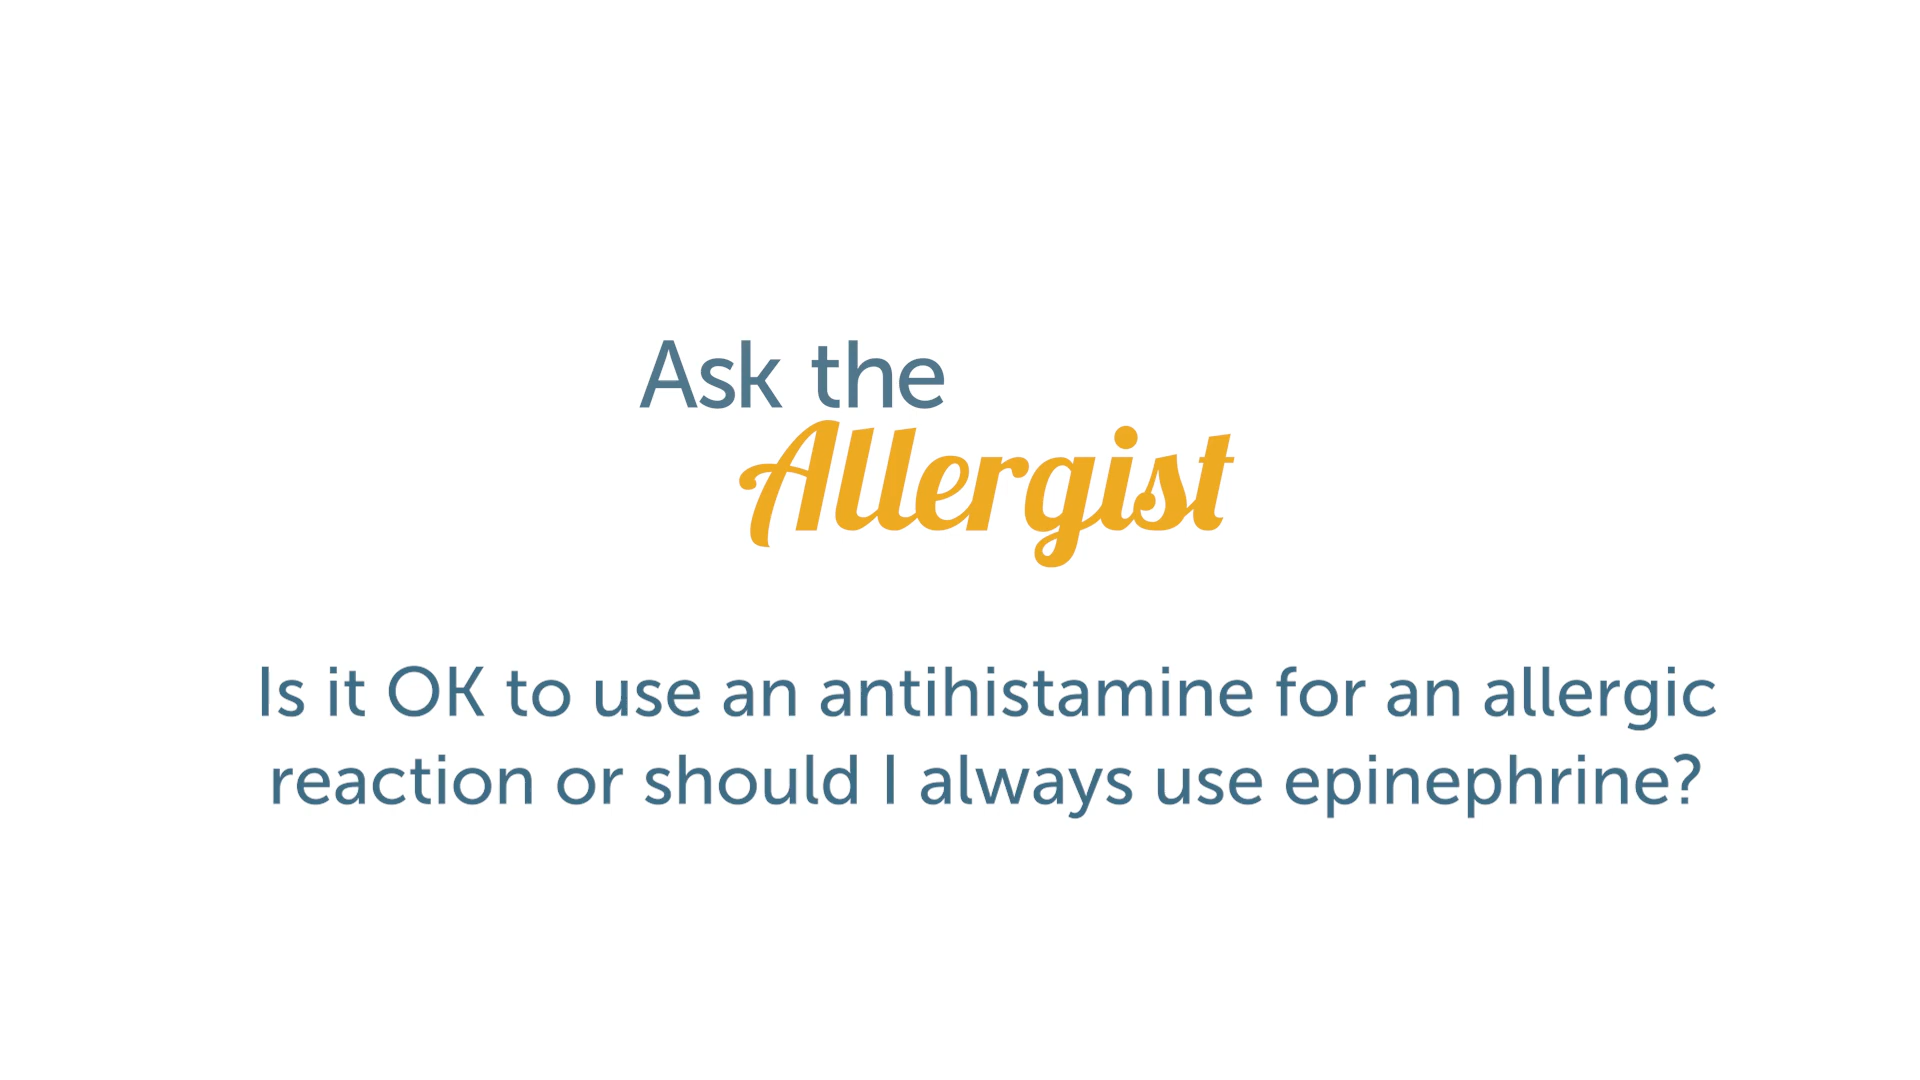 Ask the
Allergist
Is it OK to use an antihistamine for an allergic
reaction or should I always use epinephrine?